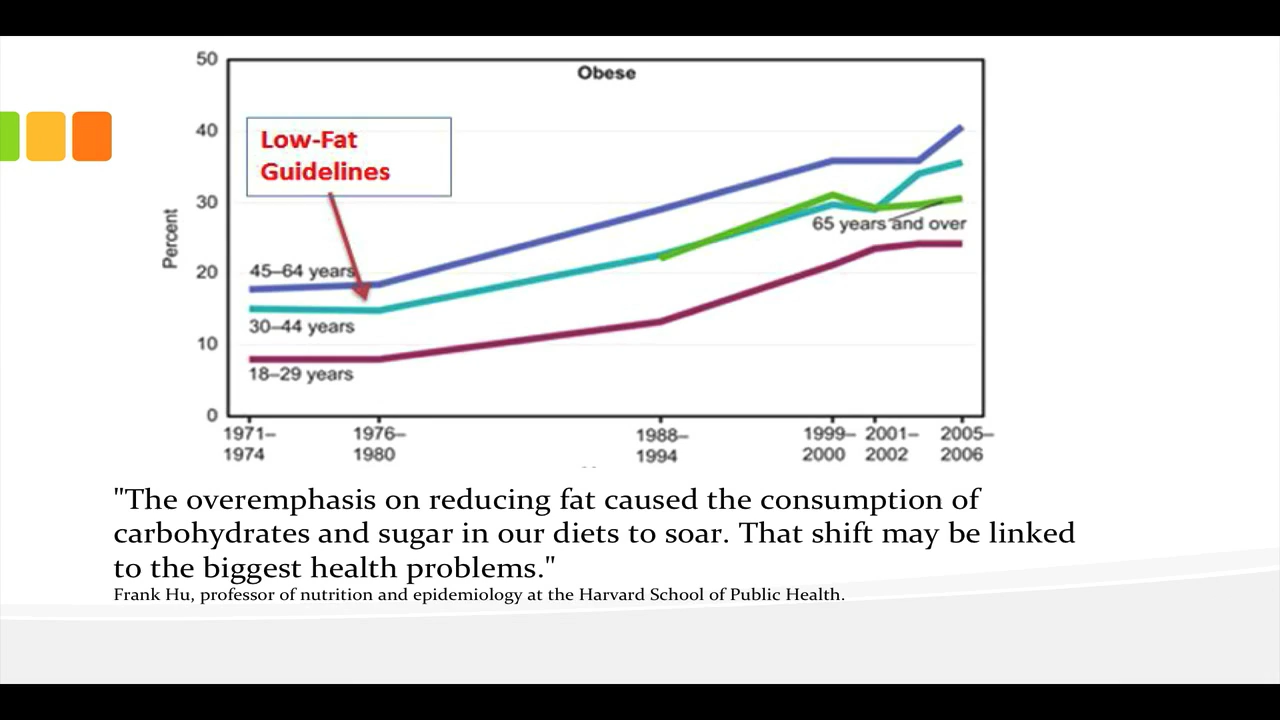 50
Obese
40
Low-Fat
Guidelines
30
Percent
65 years and over
20
45–64 years
30–44 years
10
18–29 years
0
1971–
1974
1976–
1980
1988–
1994
1999–
2000
2001–
2002
2005–
2006
"The overemphasis on reducing fat caused the consumption of
carbohydrates and sugar in our diets to soar. That shift may be linked
to the biggest health problems."
Frank Hu, professor of nutrition and epidemiology at the Harvard School of Public Health.